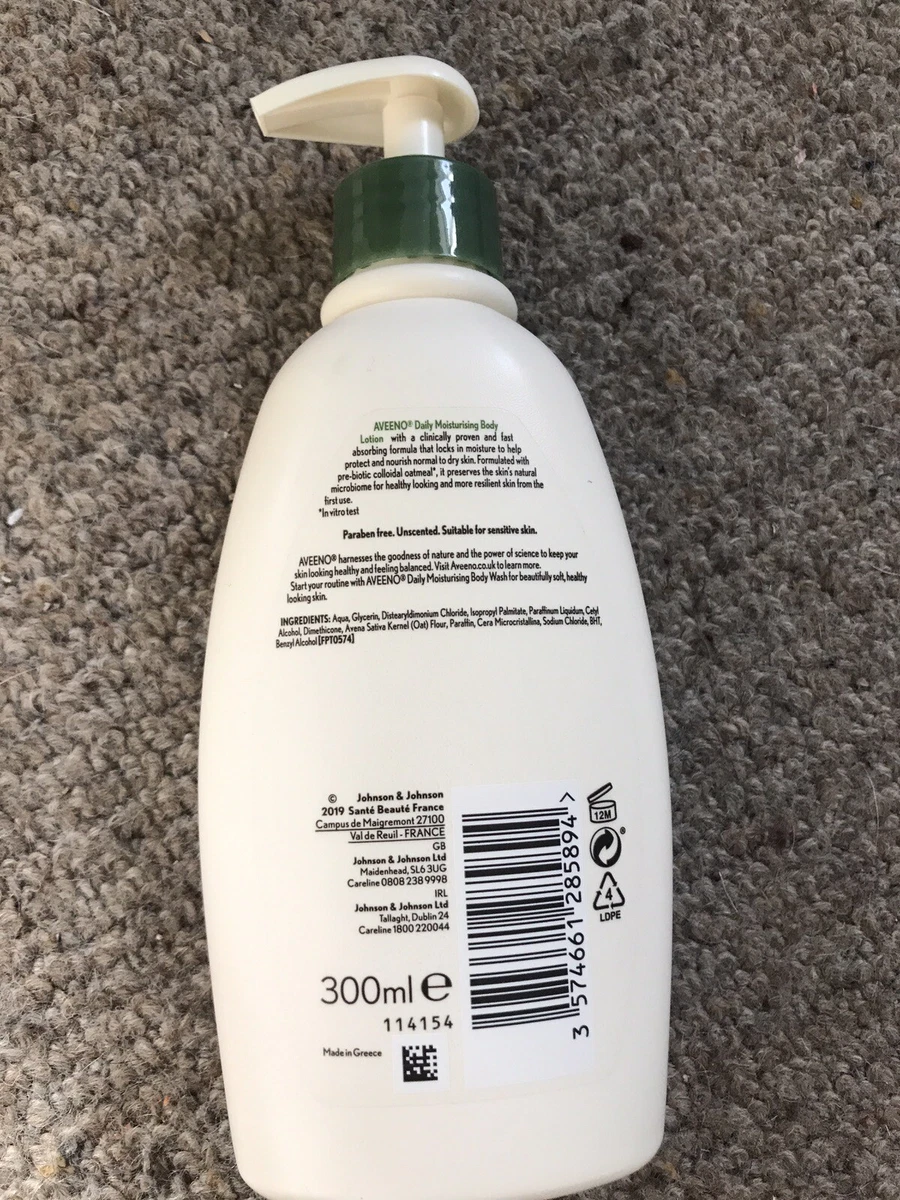 AVEENO® Daily Moisturising Body
Lotion with a clinically proven and fast
absorbing formula that locks in moisture to help
protect and nourish normal to dry skin. Formulated with
pre-biotic colloidal oatmeal*, it preserves the skin's natural
microbiome for healthy looking and more resilient skin from the
first use.
*In vitro test
Paraben free. Unscented. Suitable for sensitive skin.
AVEENO® harnesses the goodness of nature and the power of science to keep your
skin looking healthy and feeling balanced. Visit Aveeno.co.uk to learn more.
Start your routine with AVEENO® Daily Moisturising Body Wash for beautifully soft, healthy
looking skin.
INGREDIENTS: Aqua, Glycerin, Distearyldimonium Chloride, Isopropyl Palmitate, Paraffinum Liquidum, Cetyl
Alcohol, Dimethicone, Avena Sativa Kernel (Oat) Flour, Paraffin, Cera Microcristallina, Sodium Chloride, BHT,
Benzyl Alcohol [FPT0574]
© Johnson & Johnson
2019 Santé Beauté France
Campus de Maigremont 27100
Val de Reuil - FRANCE
GB
Johnson & Johnson Ltd
Maidenhead, SL6 3UG
Careline 0808 238 9998
IRL
Johnson & Johnson Ltd
Tallaght, Dublin 24
Careline 1800 220044
300ml e
114154
Made in Greece
3 574661 285894 >
12M
®
4
LDPE